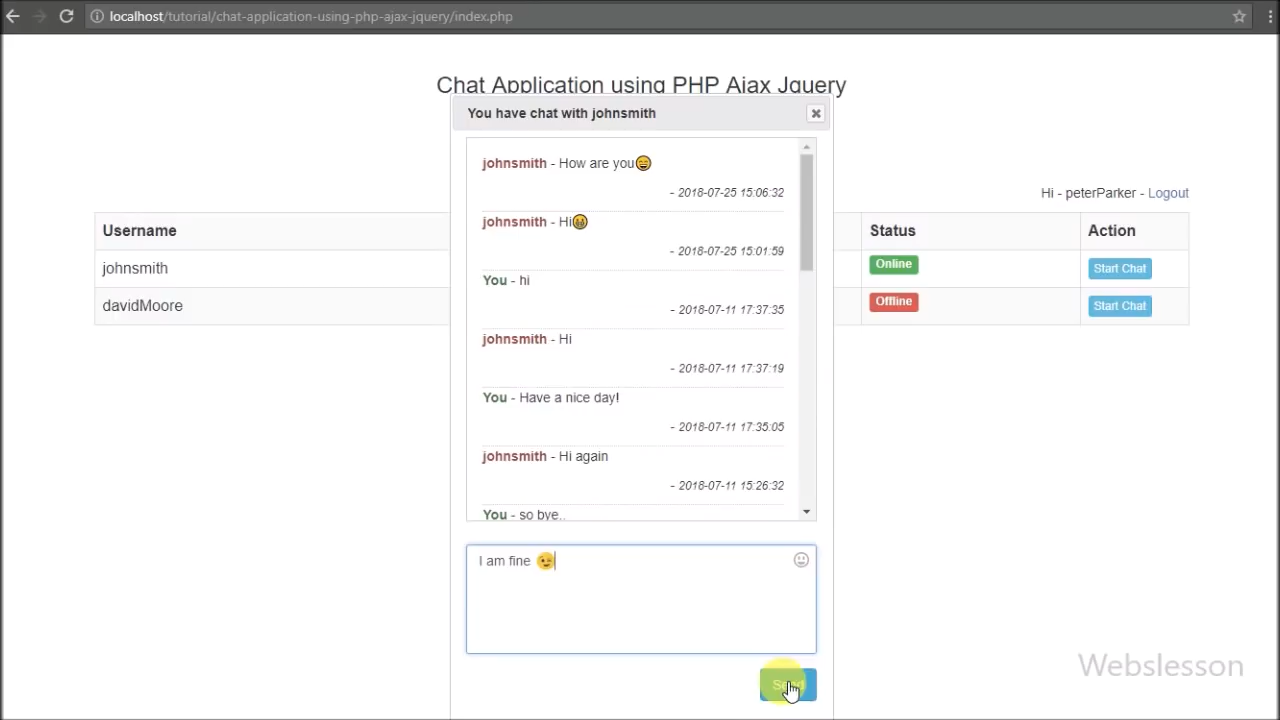 localhost/tutorial/chat-application-using-php-ajax-jquery/index.php
Chat Application using PHP Ajax Jquery
You have chat with johnsmith
Hi - peterParker - Logout
Username Status Action
johnsmith Online Start Chat
davidMoore Offline Start Chat
johnsmith - How are you😄
- 2018-07-25 15:06:32
johnsmith - Hi😁
- 2018-07-25 15:01:59
You - hi
- 2018-07-11 17:37:35
johnsmith - Hi
- 2018-07-11 17:37:19
You - Have a nice day!
- 2018-07-11 17:35:05
johnsmith - Hi again
- 2018-07-11 15:26:32
You - so bye..
I am fine 😉
Send
Webslesson